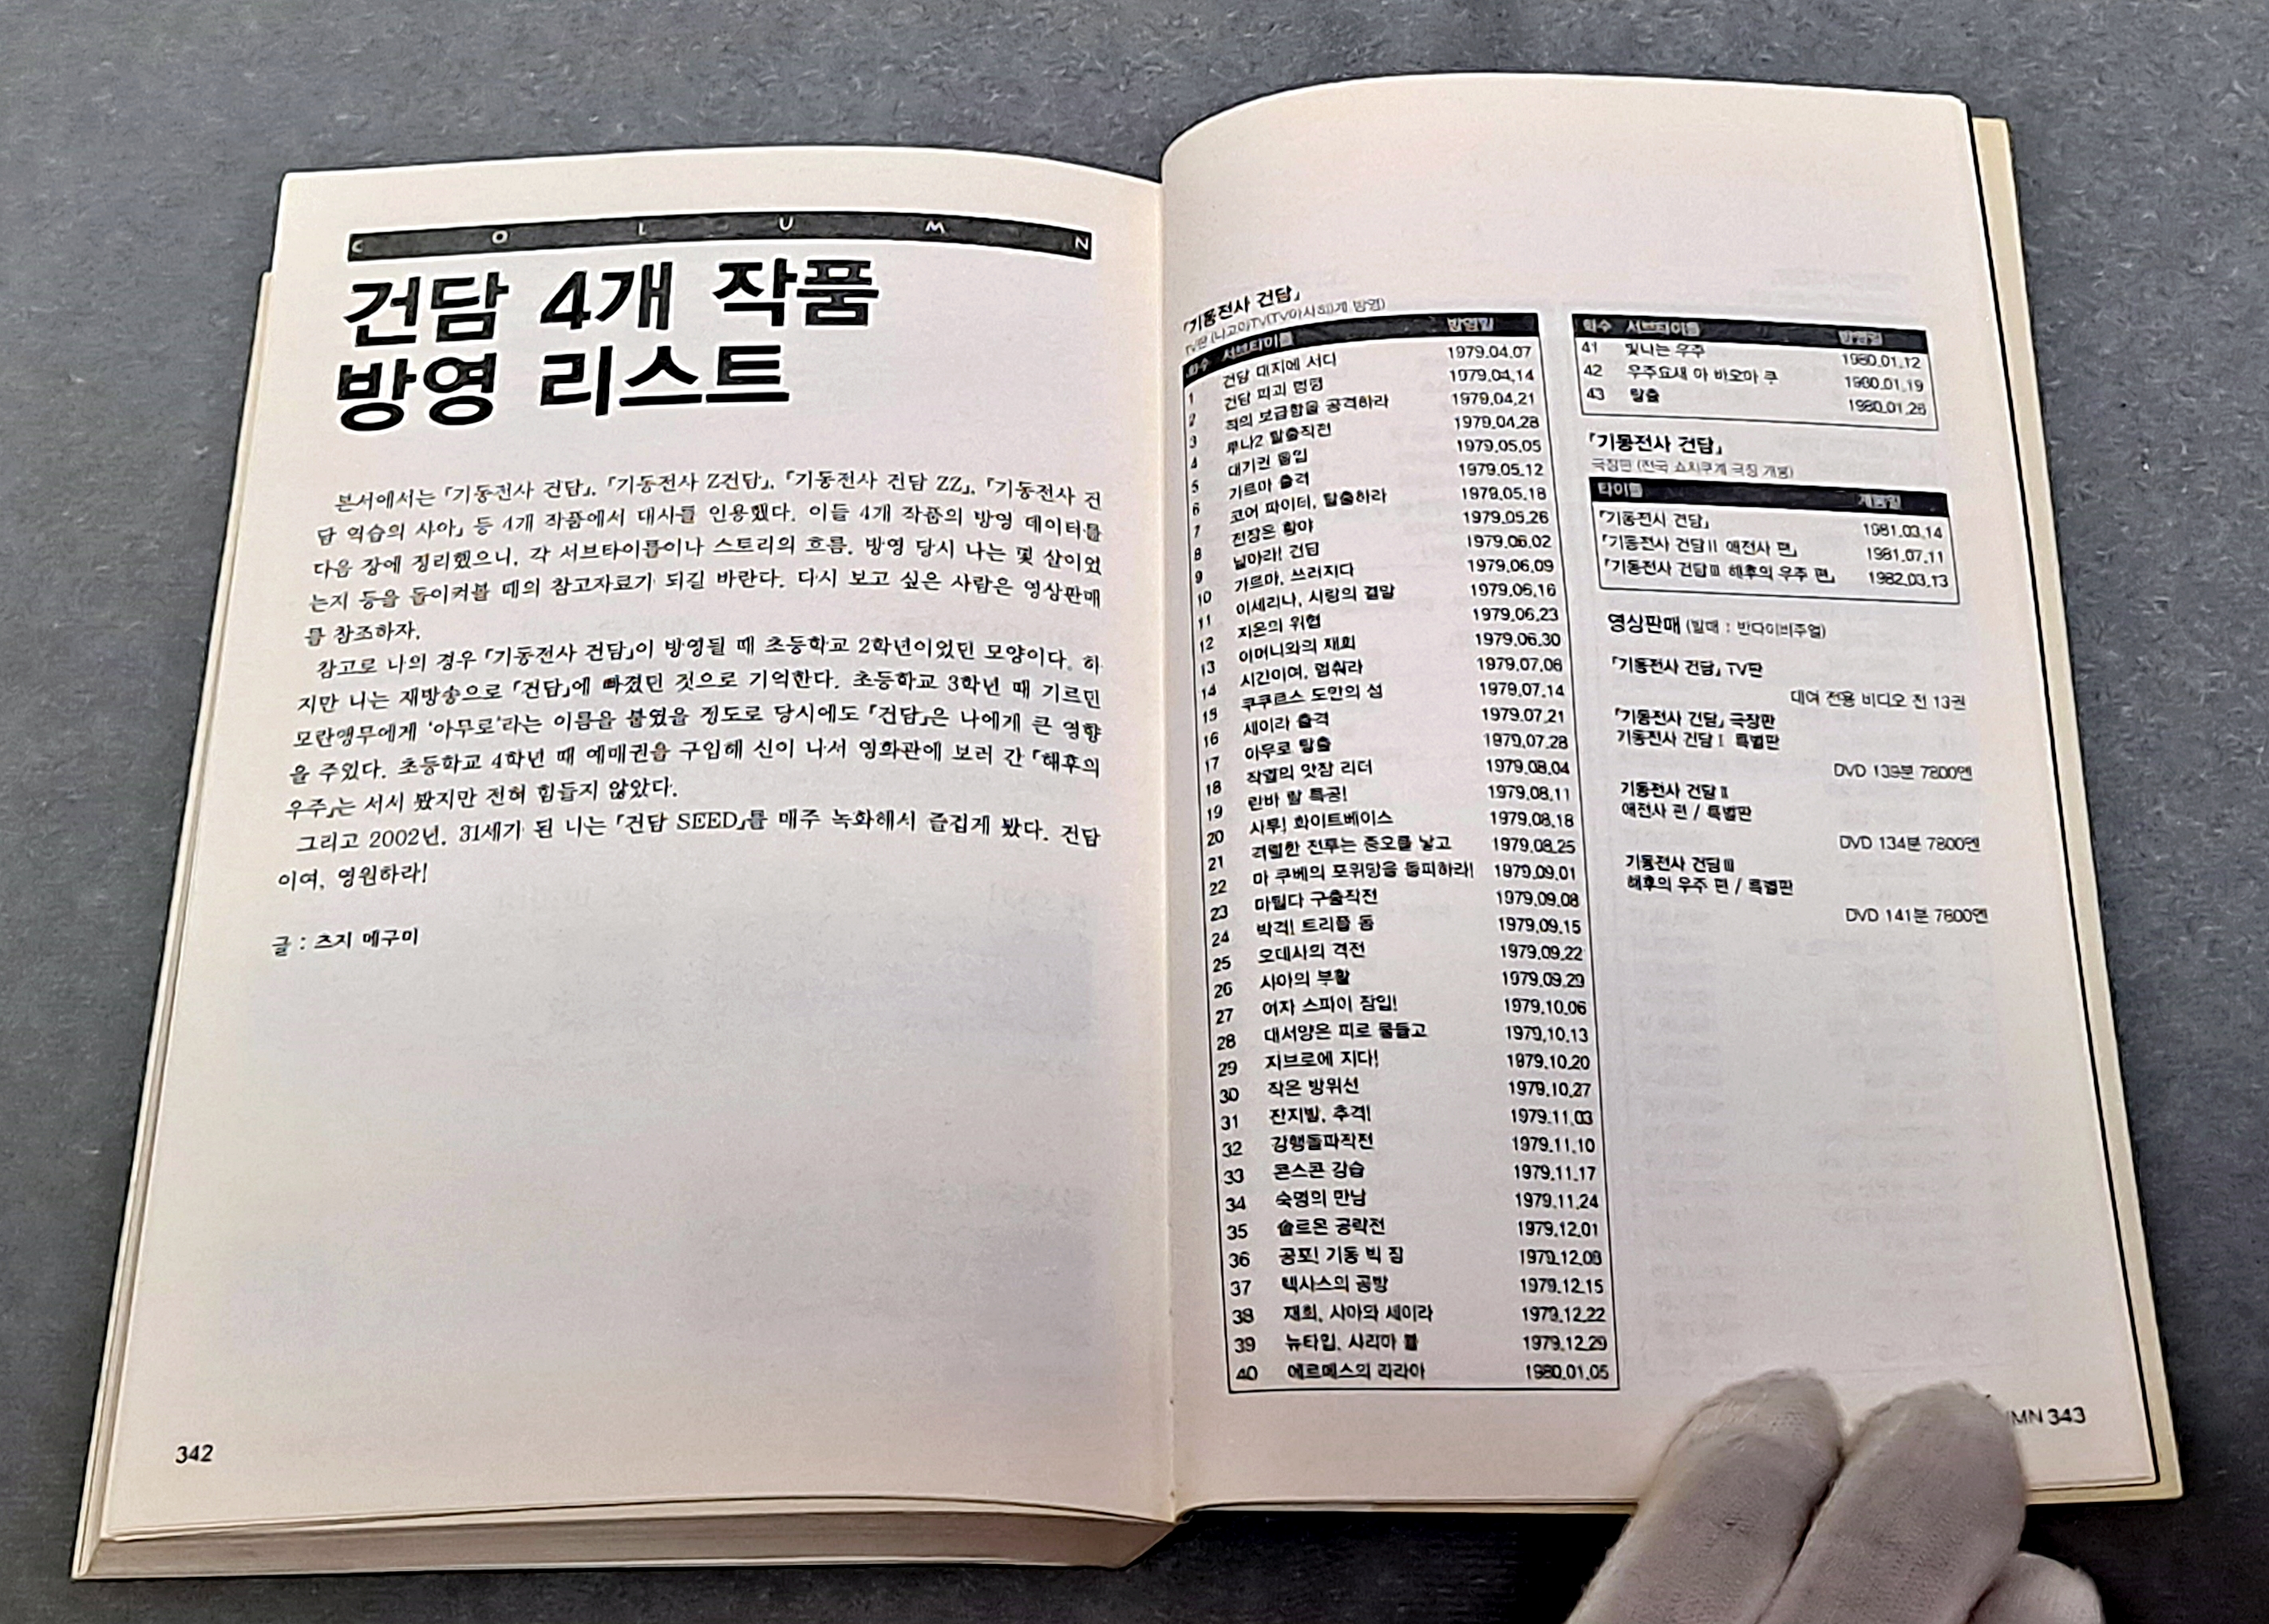 COLUMN
건담 4개 작품
방영 리스트
본서에서는 「기동전사 건담」, 「기동전사 Z건담」, 「기동전사 건담 ZZ」, 「기동전사 건
담 역습의 샤아」 등 4개 작품에서 대사를 인용했다. 이들 4개 작품의 방영 데이터를
다음 장에 정리했으니, 각 서브타이틀이나 스토리의 흐름, 방영 당시 나는 몇 살이었
는지 등을 돌이켜볼 때의 참고자료가 되길 바란다. 다시 보고 싶은 사람은 영상판매
를 참조하자.
참고로 나의 경우 「기동전사 건담」이 방영될 때 초등학교 2학년이었던 모양이다. 하
지만 나는 재방송으로 「건담」에 빠졌던 것으로 기억한다. 초등학교 3학년 때 기르던
모란앵무에게 '아무로'라는 이름을 붙였을 정도로 당시에도 「건담」은 나에게 큰 영향
을 주었다. 초등학교 4학년 때 예매권을 구입해 신이 나서 영화관에 보러 간 「해후의
우주」는 서서 봤지만 전혀 힘들지 않았다.
그리고 2002년, 31세가 된 나는 「건담 SEED」를 매주 녹화해서 즐겁게 봤다. 건담
이여, 영원하라!
글 : 츠지 메구미
342
「기동전사 건담」
TV판 (나고야TV(TV아사히)계 방영)
화수 서브타이틀 방영일
1 건담 대지에 서다 1979.04.07
2 건담 파괴 명령 1979.04.14
3 적의 보급함을 공격하라 1979.04.21
4 루나2 탈출작전 1979.04.28
5 대기권 돌입 1979.05.05
6 가르마 출격 1979.05.12
7 코어 파이터, 탈출하라 1979.05.18
8 전장은 황야 1979.05.26
9 날아라! 건담 1979.06.02
10 가르마, 쓰러지다 1979.06.09
11 이세리나, 사랑의 결말 1979.06.16
12 지온의 위협 1979.06.23
13 어머니와의 재회 1979.06.30
14 시간이여, 멈춰라 1979.07.08
15 쿠쿠르스 도안의 섬 1979.07.14
16 세이라 출격 1979.07.21
17 아무로 탈출 1979.07.28
18 작열의 앗잠 리더 1979.08.04
19 란바 랄 특공! 1979.08.11
20 사투! 화이트베이스 1979.08.18
21 격렬한 전투는 증오를 낳고 1979.08.25
22 마 쿠베의 포위망을 돌파하라! 1979.09.01
23 마틸다 구출작전 1979.09.08
24 박격! 트리플 돔 1979.09.15
25 오데사의 격전 1979.09.22
26 샤아의 부활 1979.09.29
27 여자 스파이 잠입! 1979.10.06
28 대서양은 피로 물들고 1979.10.13
29 자브로에 지다! 1979.10.20
30 작은 방위선 1979.10.27
31 잔지발, 추격! 1979.11.03
32 강행돌파작전 1979.11.10
33 콘스콘 강습 1979.11.17
34 숙명의 만남 1979.11.24
35 솔로몬 공략전 1979.12.01
36 공포! 기동 빅 잠 1979.12.08
37 텍사스의 공방 1979.12.15
38 재회, 샤아와 세이라 1979.12.22
39 뉴타입, 샤리아 불 1979.12.29
40 에르메스의 라라아 1980.01.05
화수 서브타이틀 방영일
41 빛나는 우주 1980.01.12
42 우주요새 아 바오아 쿠 1980.01.19
43 탈출 1980.01.26
「기동전사 건담」
극장판 (전국 쇼치쿠계 극장 개봉)
타이틀 개봉일
「기동전사 건담」 1981.03.14
「기동전사 건담Ⅱ 애전사 편」 1981.07.11
「기동전사 건담Ⅲ 해후의 우주 편」 1982.03.13
영상판매 (발매 : 반다이비주얼)
「기동전사 건담」 TV판
대여 전용 비디오 전 13권
「기동전사 건담」 극장판
기동전사 건담Ⅰ 특별판
DVD 139분 7800엔
기동전사 건담Ⅱ
애전사 편 / 특별판
DVD 134분 7800엔
기동전사 건담Ⅲ
해후의 우주 편 / 특별판
DVD 141분 7800엔
UMN 343